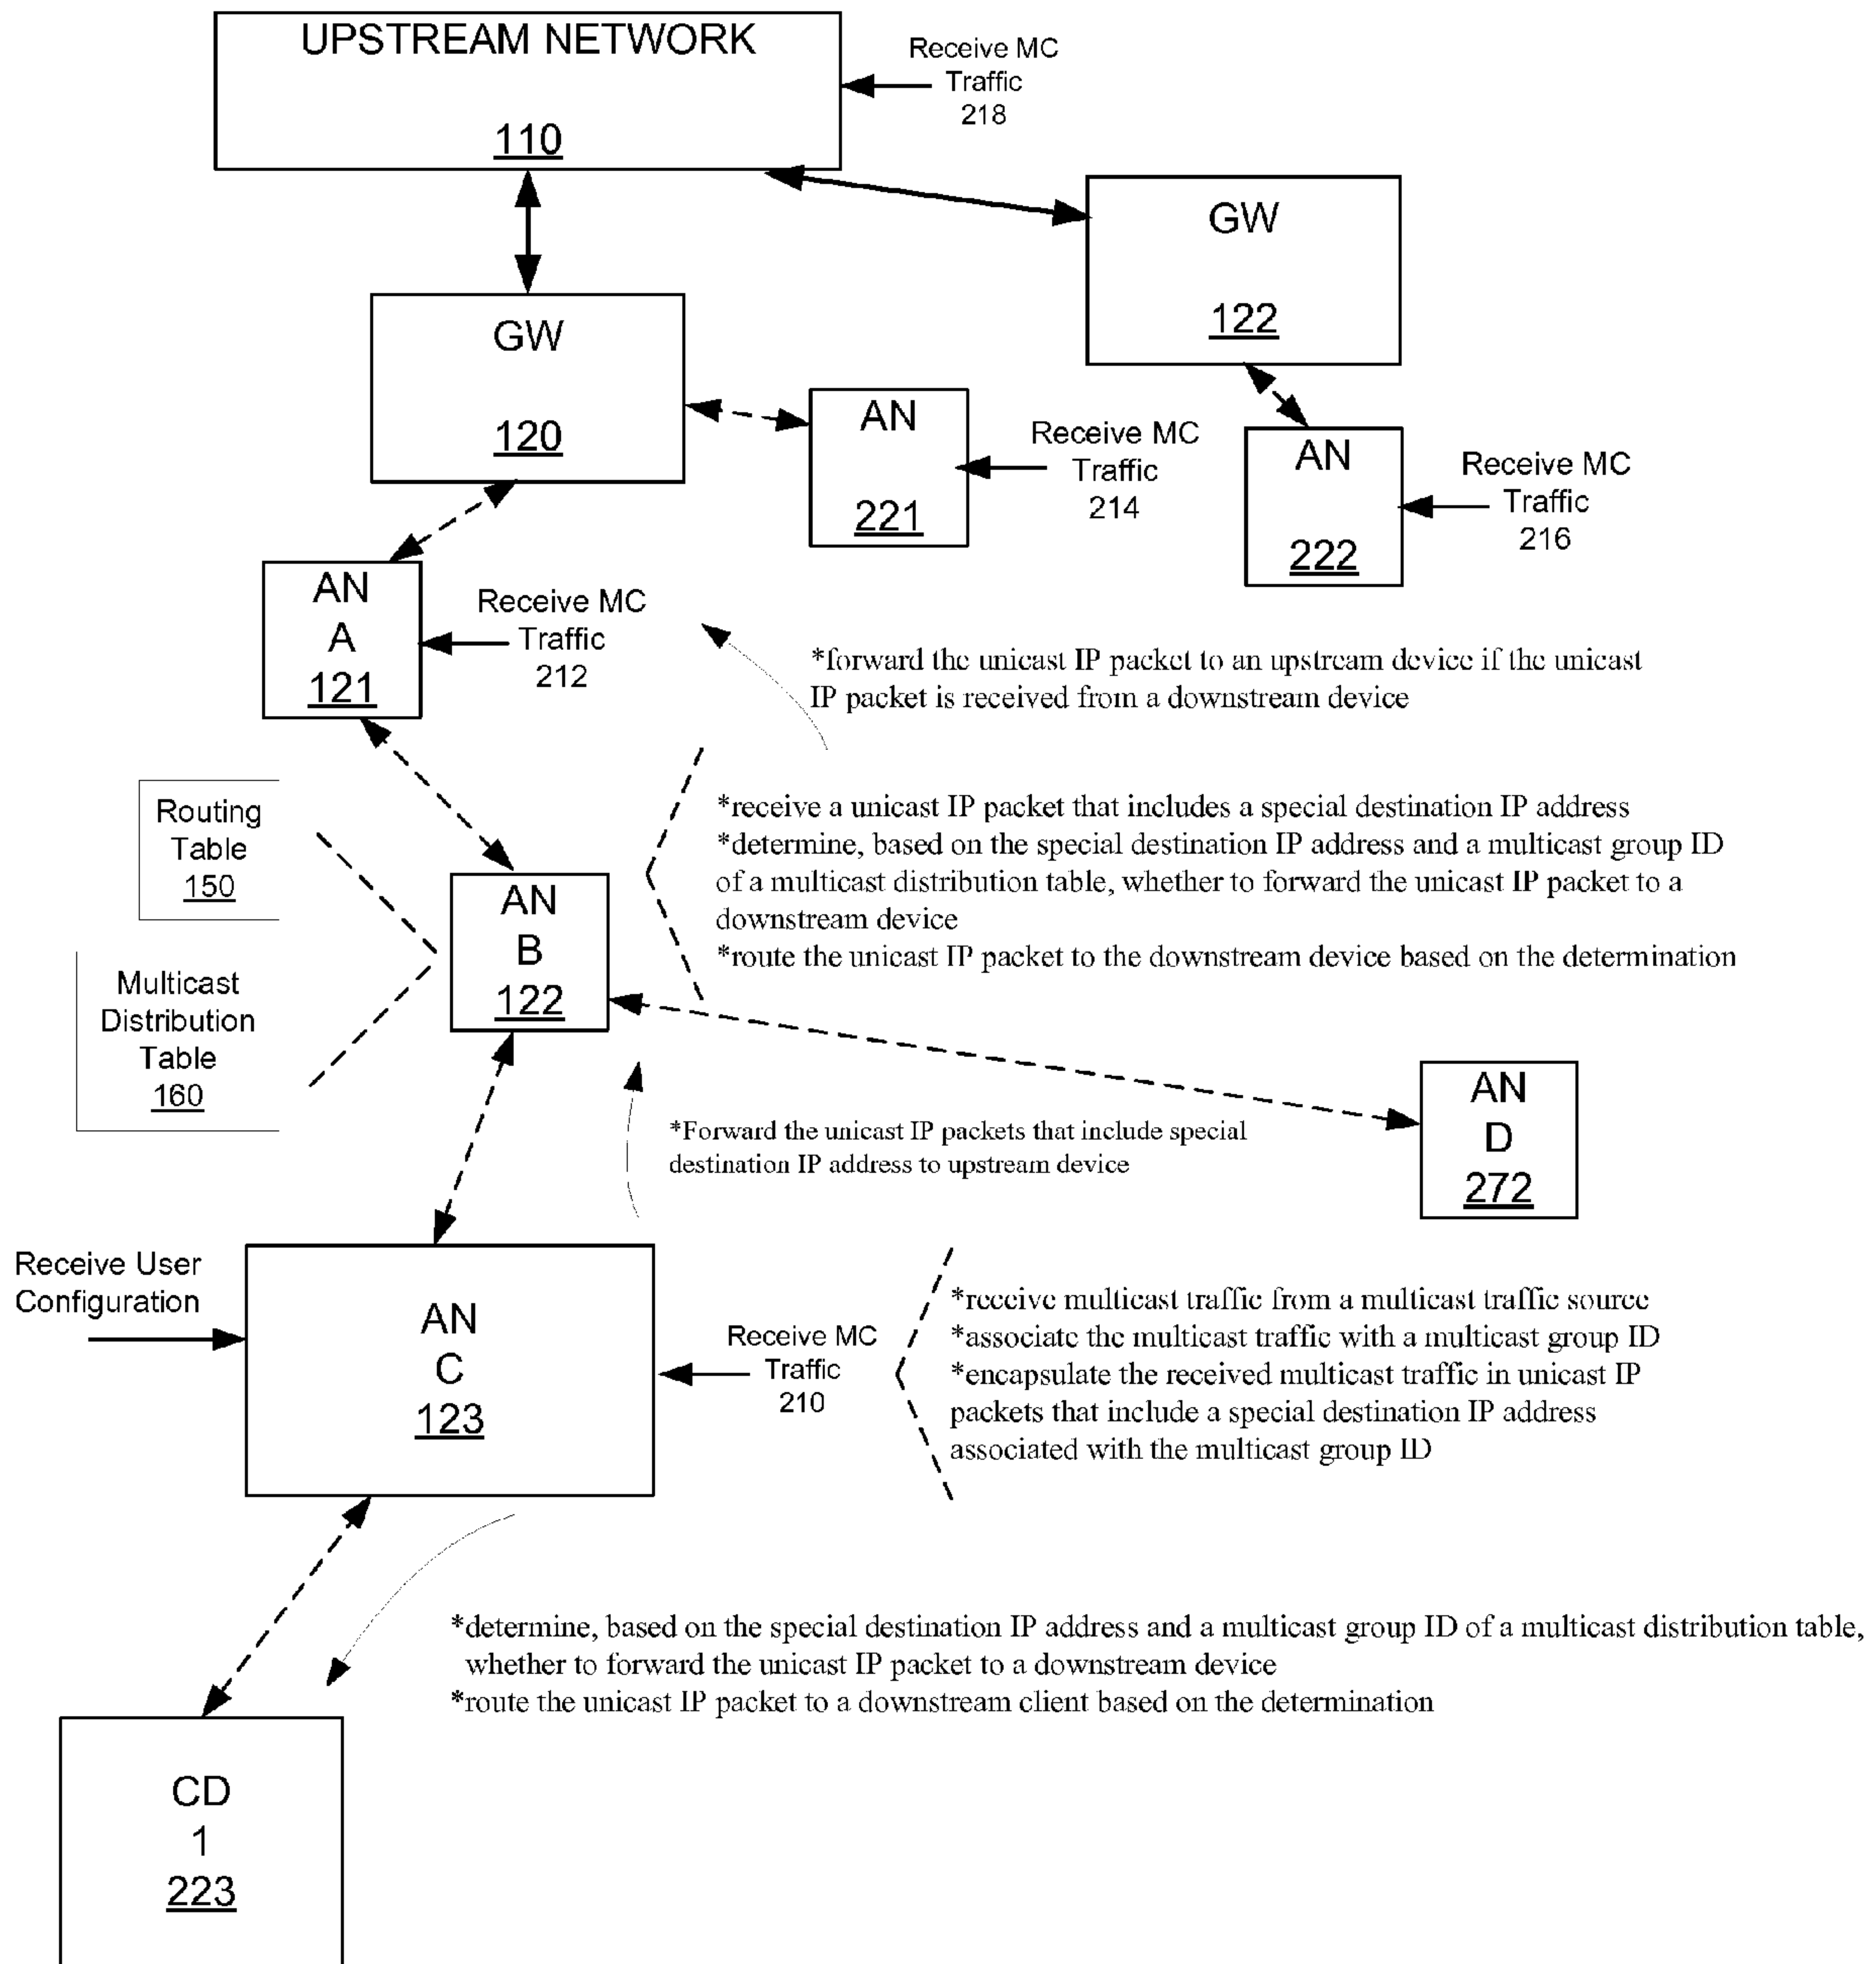 UPSTREAM NETWORK
110
Receive MC
Traffic
218
GW
122
GW
120
AN
221
Receive MC
Traffic
214
AN
222
Receive MC
Traffic
216
AN
A
121
Receive MC
Traffic
212
*forward the unicast IP packet to an upstream device if the unicast
IP packet is received from a downstream device
Routing
Table
150
Multicast
Distribution
Table
160
AN
B
122
*receive a unicast IP packet that includes a special destination IP address
*determine, based on the special destination IP address and a multicast group ID
of a multicast distribution table, whether to forward the unicast IP packet to a
downstream device
*route the unicast IP packet to the downstream device based on the determination
AN
D
272
*Forward the unicast IP packets that include special
destination IP address to upstream device
Receive User
Configuration
AN
C
123
Receive MC
Traffic
210
*receive multicast traffic from a multicast traffic source
*associate the multicast traffic with a multicast group ID
*encapsulate the received multicast traffic in unicast IP
packets that include a special destination IP address
associated with the multicast group ID
*determine, based on the special destination IP address and a multicast group ID of a multicast distribution table,
whether to forward the unicast IP packet to a downstream device
*route the unicast IP packet to a downstream client based on the determination
CD
1
223